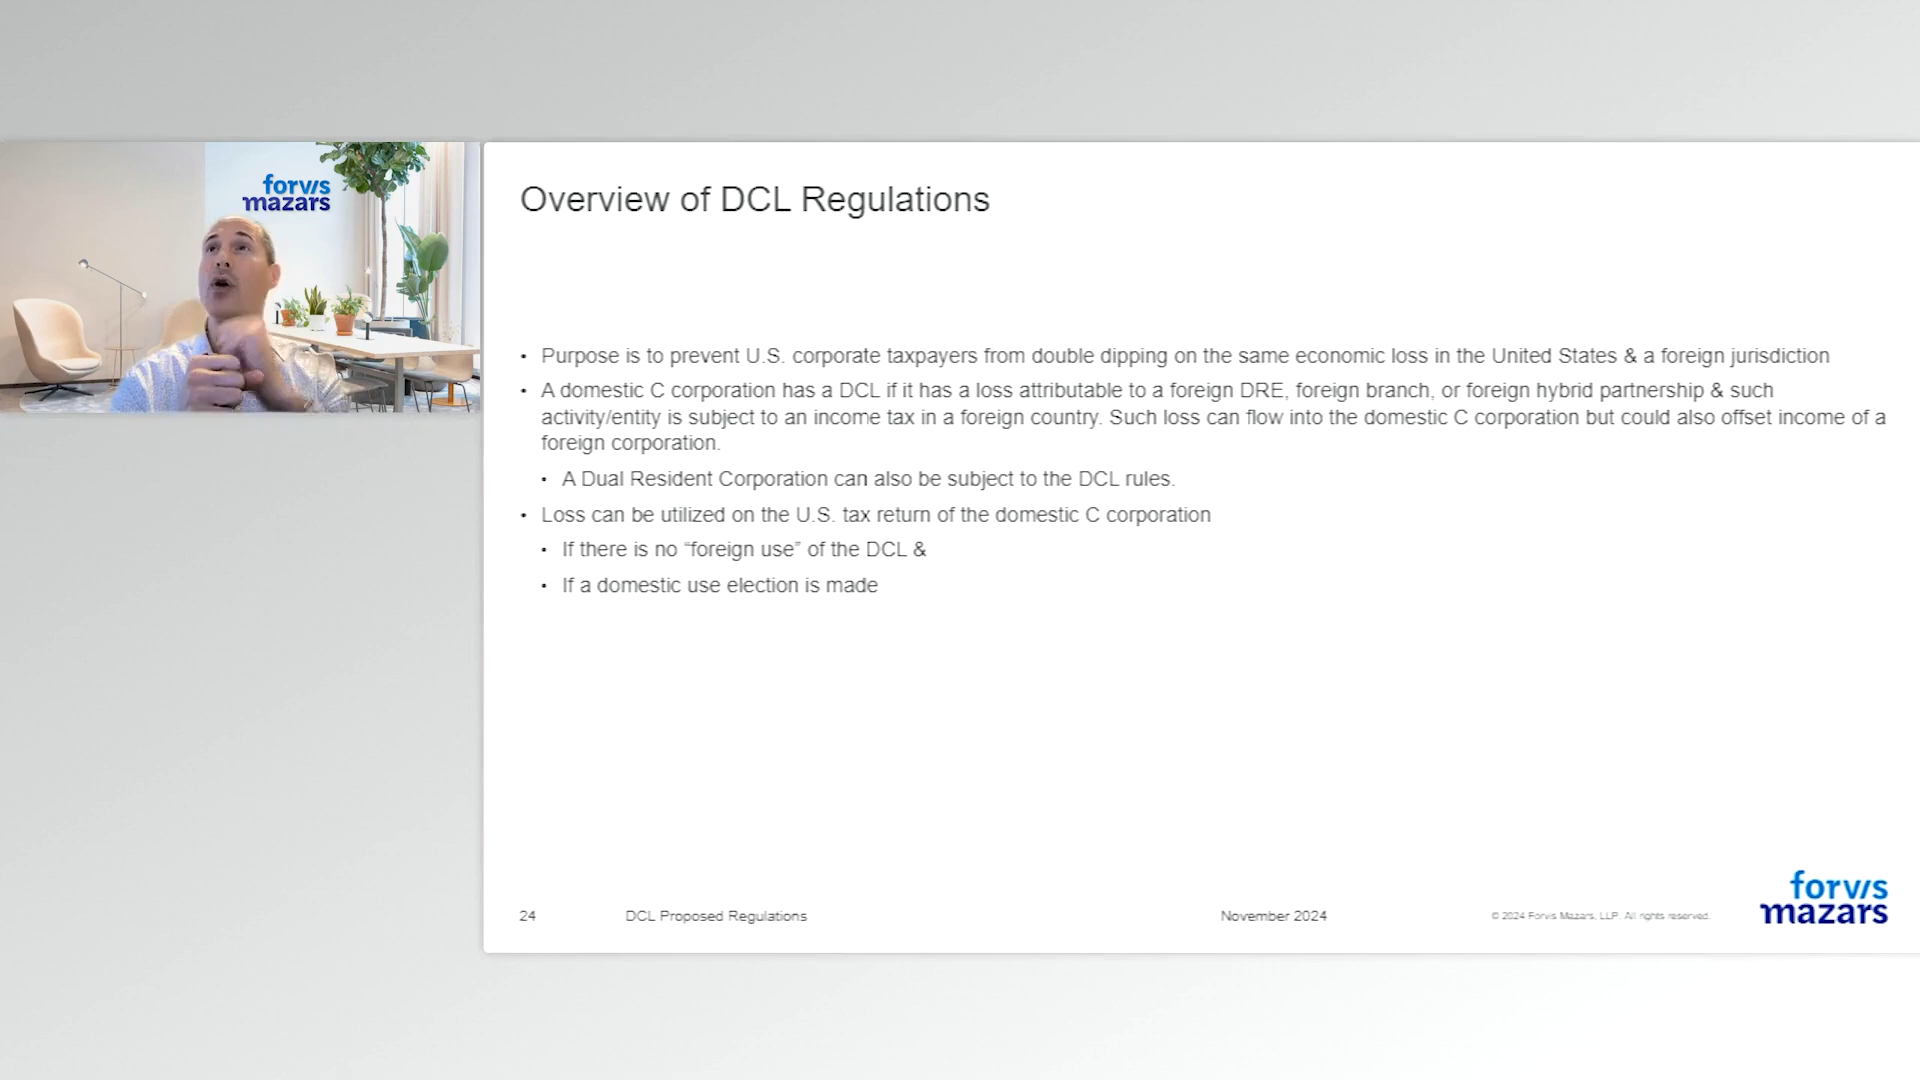 forvis
mazars
Overview of DCL Regulations
• Purpose is to prevent U.S. corporate taxpayers from double dipping on the same economic loss in the United States & a foreign jurisdiction
• A domestic C corporation has a DCL if it has a loss attributable to a foreign DRE, foreign branch, or foreign hybrid partnership & such
activity/entity is subject to an income tax in a foreign country. Such loss can flow into the domestic C corporation but could also offset income of a
foreign corporation.
• A Dual Resident Corporation can also be subject to the DCL rules.
• Loss can be utilized on the U.S. tax return of the domestic C corporation
• If there is no “foreign use” of the DCL &
• If a domestic use election is made
24 DCL Proposed Regulations November 2024 © 2024 Forvis Mazars, LLP. All rights reserved.
forvis
mazars